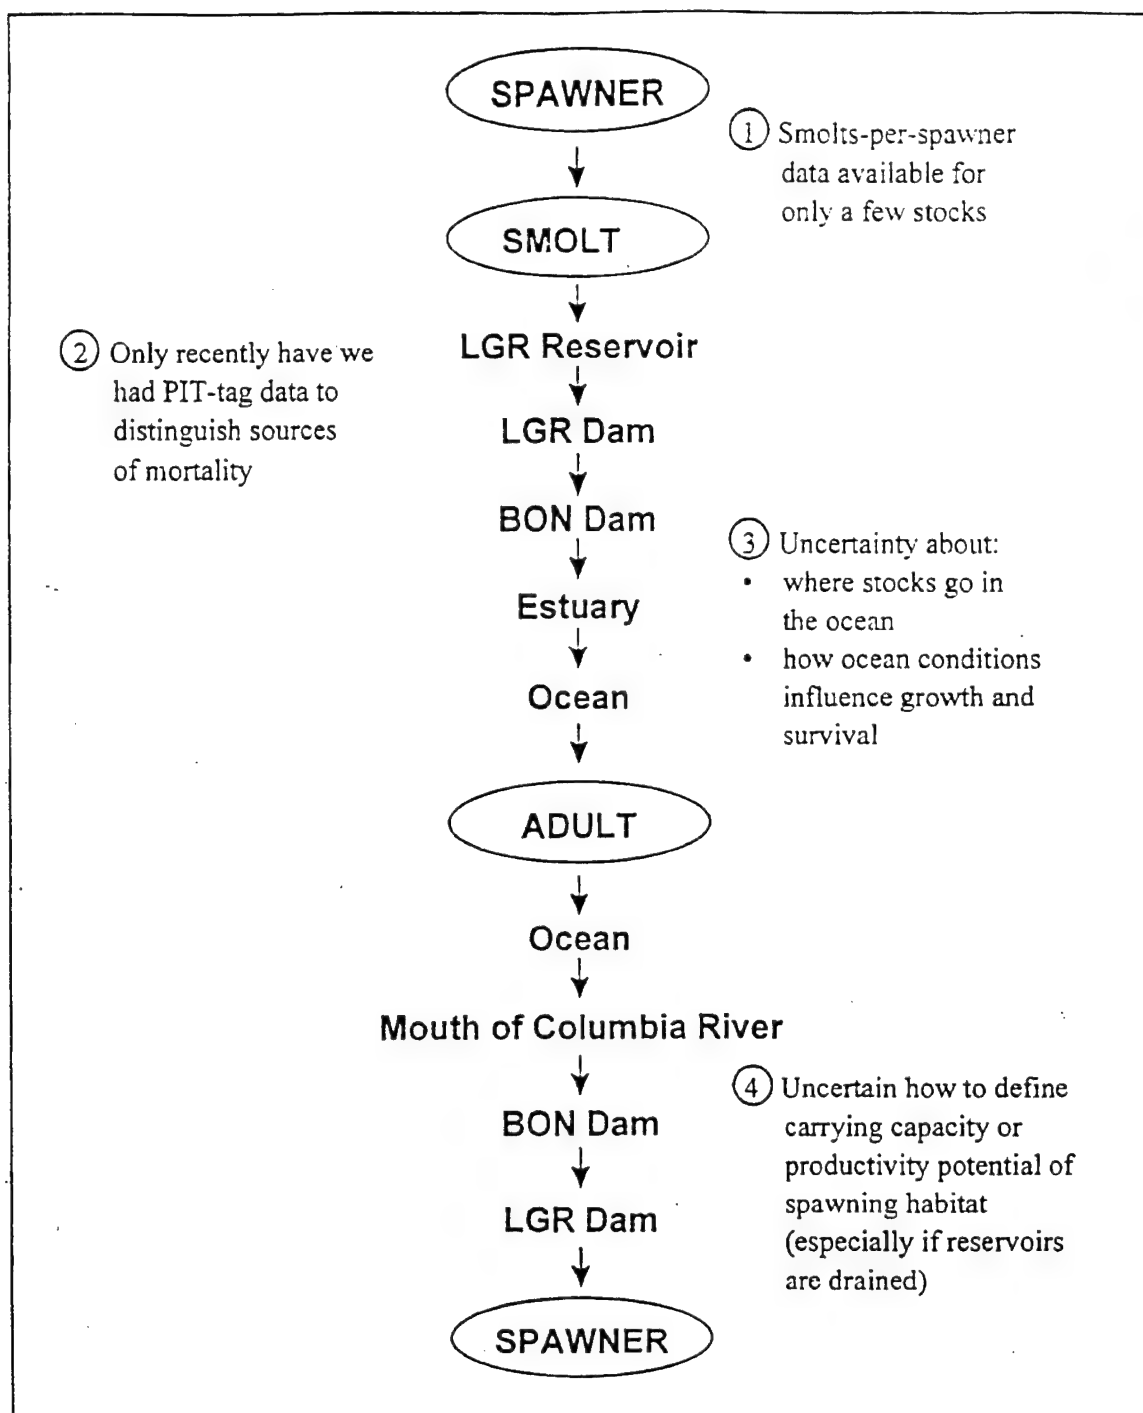 SPAWNER
① Smolts-per-spawner
data available for
only a few stocks
SMOLT
LGR Reservoir
② Only recently have we
had PIT-tag data to
distinguish sources
of mortality
LGR Dam
BON Dam
③ Uncertainty about:
• where stocks go in
the ocean
• how ocean conditions
influence growth and
survival
Estuary
Ocean
ADULT
Ocean
Mouth of Columbia River
④ Uncertain how to define
carrying capacity or
productivity potential of
spawning habitat
(especially if reservoirs
are drained)
BON Dam
LGR Dam
SPAWNER